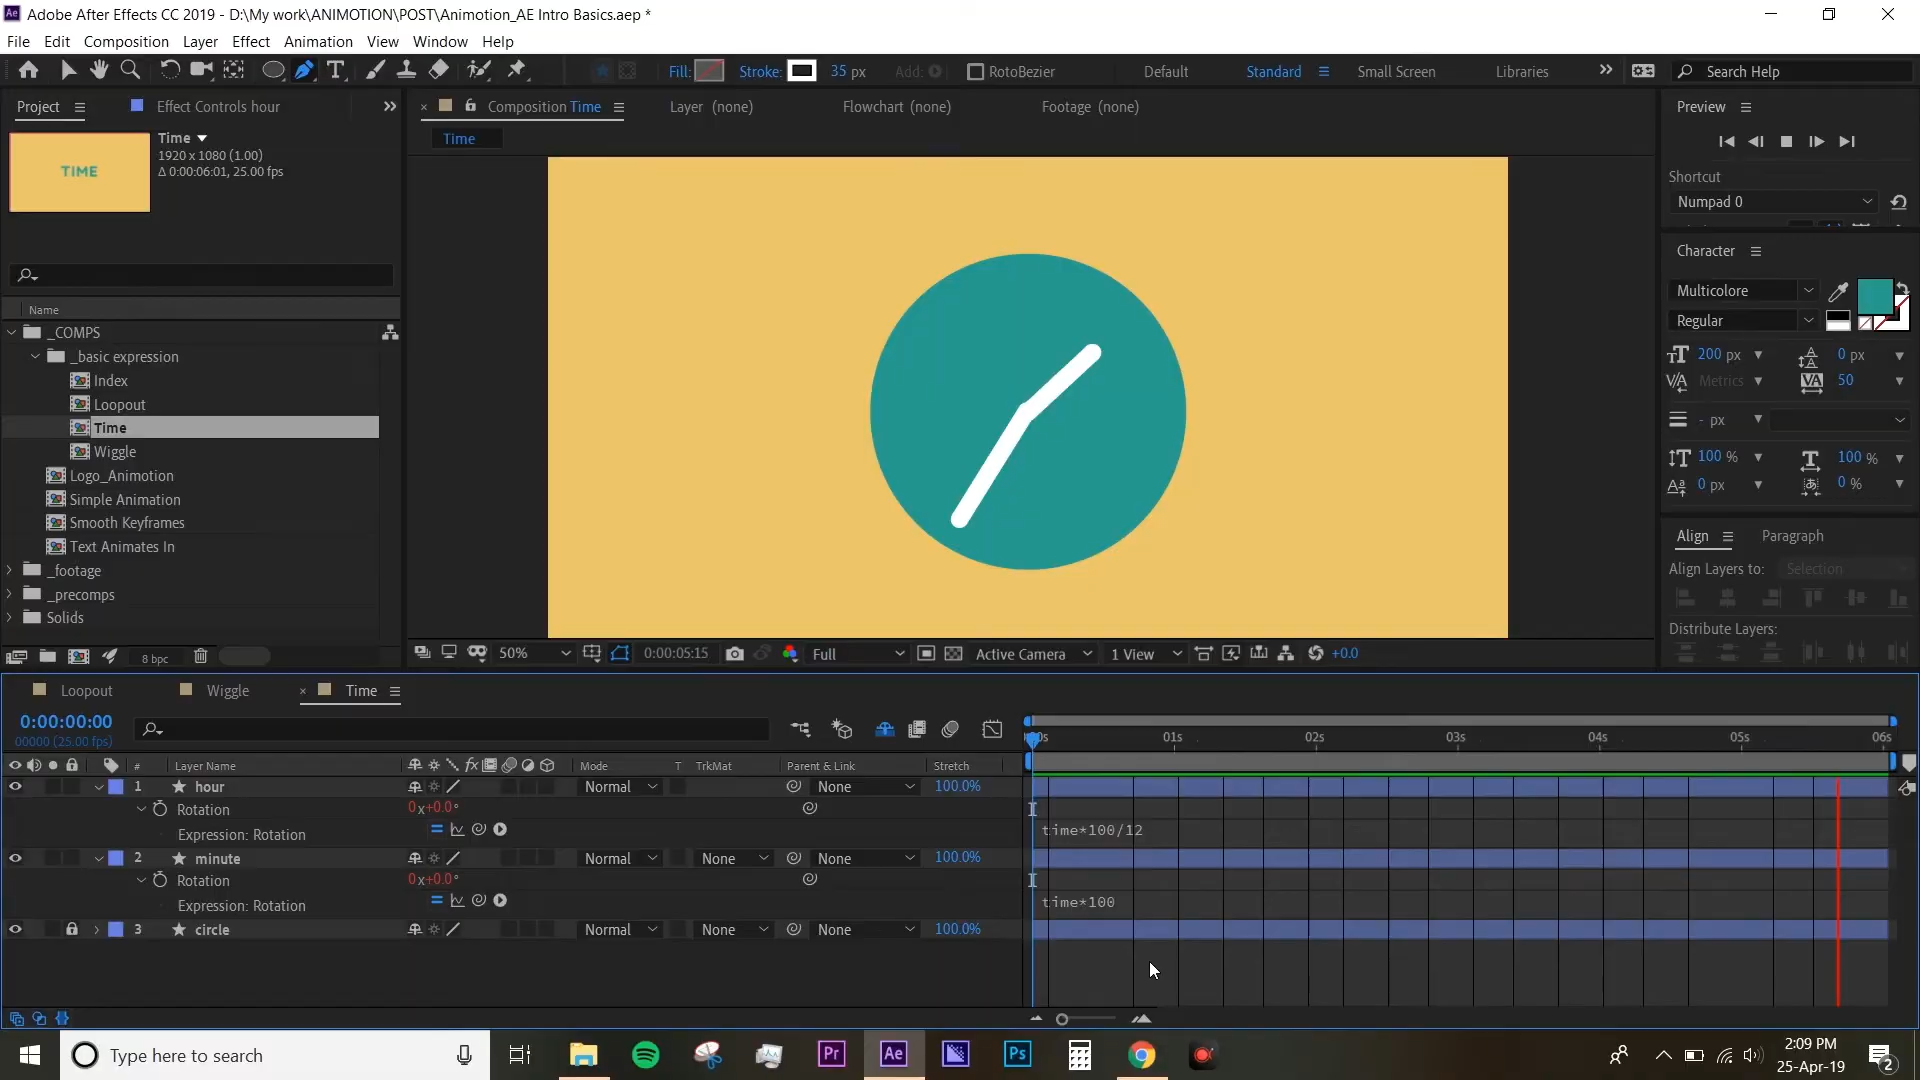 Adobe After Effects CC 2019 - D:\My work\ANIMOTION\POST\Animotion_AE Intro Basics.aep *
File Edit Composition Layer Effect Animation View Window Help
Fill: Stroke: 35 px Add: RotoBezier Default Standard Small Screen Libraries Search Help
Project Effect Controls hour
Composition Time Layer (none) Flowchart (none) Footage (none)
Preview
Time
Time
1920 x 1080 (1.00)
Δ 0:00:06:01, 25.00 fps
TIME
Shortcut
Numpad 0
Character
Multicolore
Regular
200 px 0 px
Metrics 50
- px
100 % 100 %
0 px 0 %
Align Paragraph
Align Layers to: Selection
Distribute Layers:
Name
_COMPS
_basic expression
Index
Loopout
Time
Wiggle
Logo_Animation
Simple Animation
Smooth Keyframes
Text Animates In
_footage
_precomps
Solids
8 bpc
50% 0:00:05:15 Full Active Camera 1 View +0.0
Loopout Wiggle Time
0:00:00:00
00000 (25.00 fps)
01s 02s 03s 04s 05s 06s
# Layer Name fx Mode T TrkMat Parent & Link Stretch
1 hour Normal None 100.0%
Rotation 0x+0.0°
Expression: Rotation time*100/12
2 minute Normal None None 100.0%
Rotation 0x+0.0°
Expression: Rotation time*100
3 circle Normal None None 100.0%
Type here to search
Pr Ae Ps
2:09 PM
25-Apr-19
2